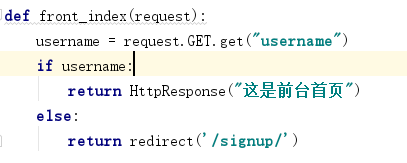 def front_index(request):
    username = request.GET.get("username")
    if username:
        return HttpResponse("这是前台首页")
    else:
        return redirect('/signup/')